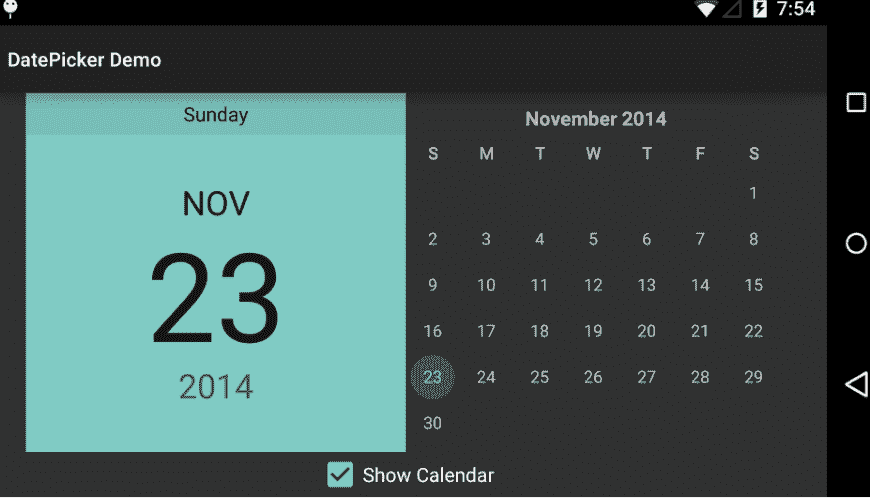 7:54
DatePicker Demo
Sunday
NOV
23
2014
November 2014
S M T W T F S
1
2 3 4 5 6 7 8
9 10 11 12 13 14 15
16 17 18 19 20 21 22
23 24 25 26 27 28 29
30
Show Calendar